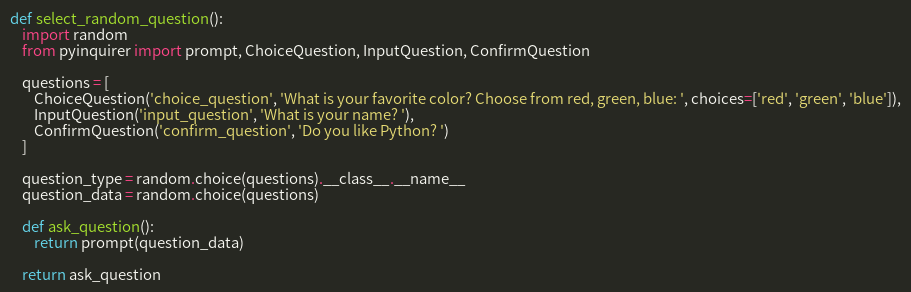 def select_random_question():
    import random
    from pyinquirer import prompt, ChoiceQuestion, InputQuestion, ConfirmQuestion

    questions = [
        ChoiceQuestion('choice_question', 'What is your favorite color? Choose from red, green, blue: ', choices=['red', 'green', 'blue']),
        InputQuestion('input_question', 'What is your name? '),
        ConfirmQuestion('confirm_question', 'Do you like Python? ')
    ]

    question_type = random.choice(questions).__class__.__name__
    question_data = random.choice(questions)

    def ask_question():
        return prompt(question_data)

    return ask_question